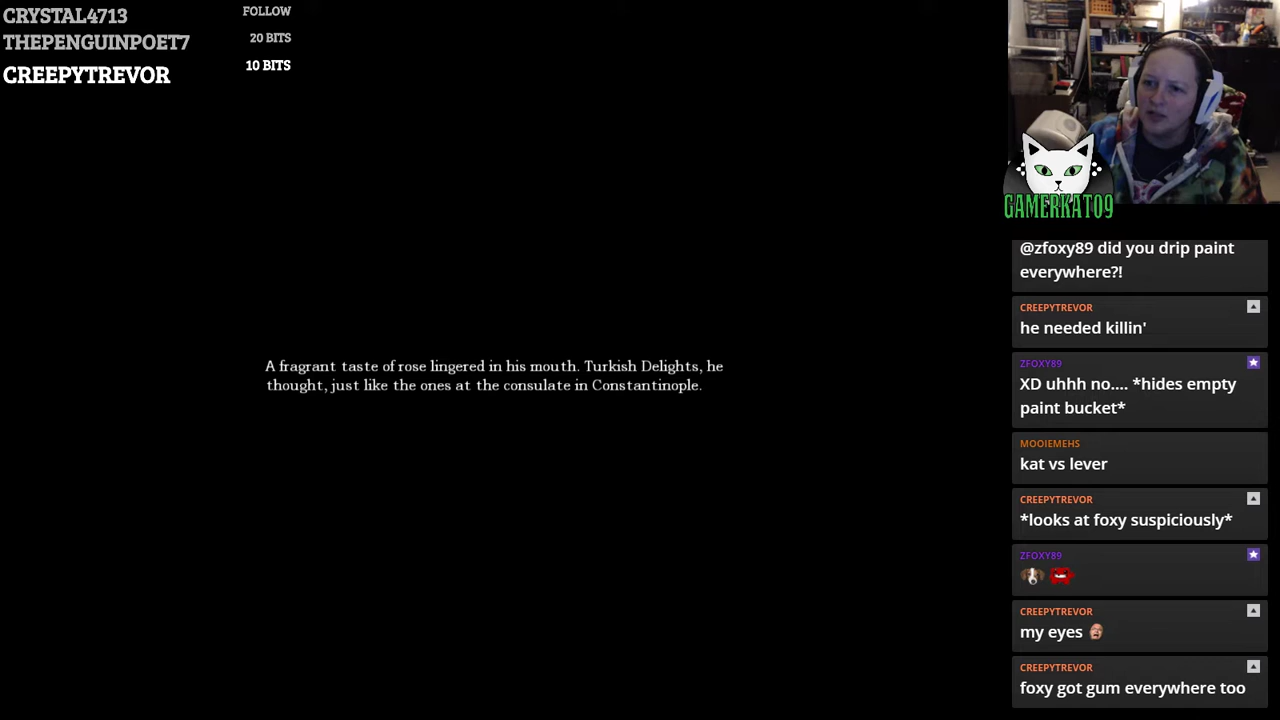 CRYSTAL4713 FOLLOW
THEPENGUINPOET7 20 BITS
CREEPYTREVOR 10 BITS
GAMERKAT09
A fragrant taste of rose lingered in his mouth. Turkish Delights, he
thought, just like the ones at the consulate in Constantinople.
@zfoxy89 did you drip paint
everywhere?!
CREEPYTREVOR
he needed killin'
ZFOXY89
XD uhhh no.... *hides empty
paint bucket*
MOOIEMEHS
kat vs lever
CREEPYTREVOR
*looks at foxy suspiciously*
ZFOXY89
CREEPYTREVOR
my eyes
CREEPYTREVOR
foxy got gum everywhere too